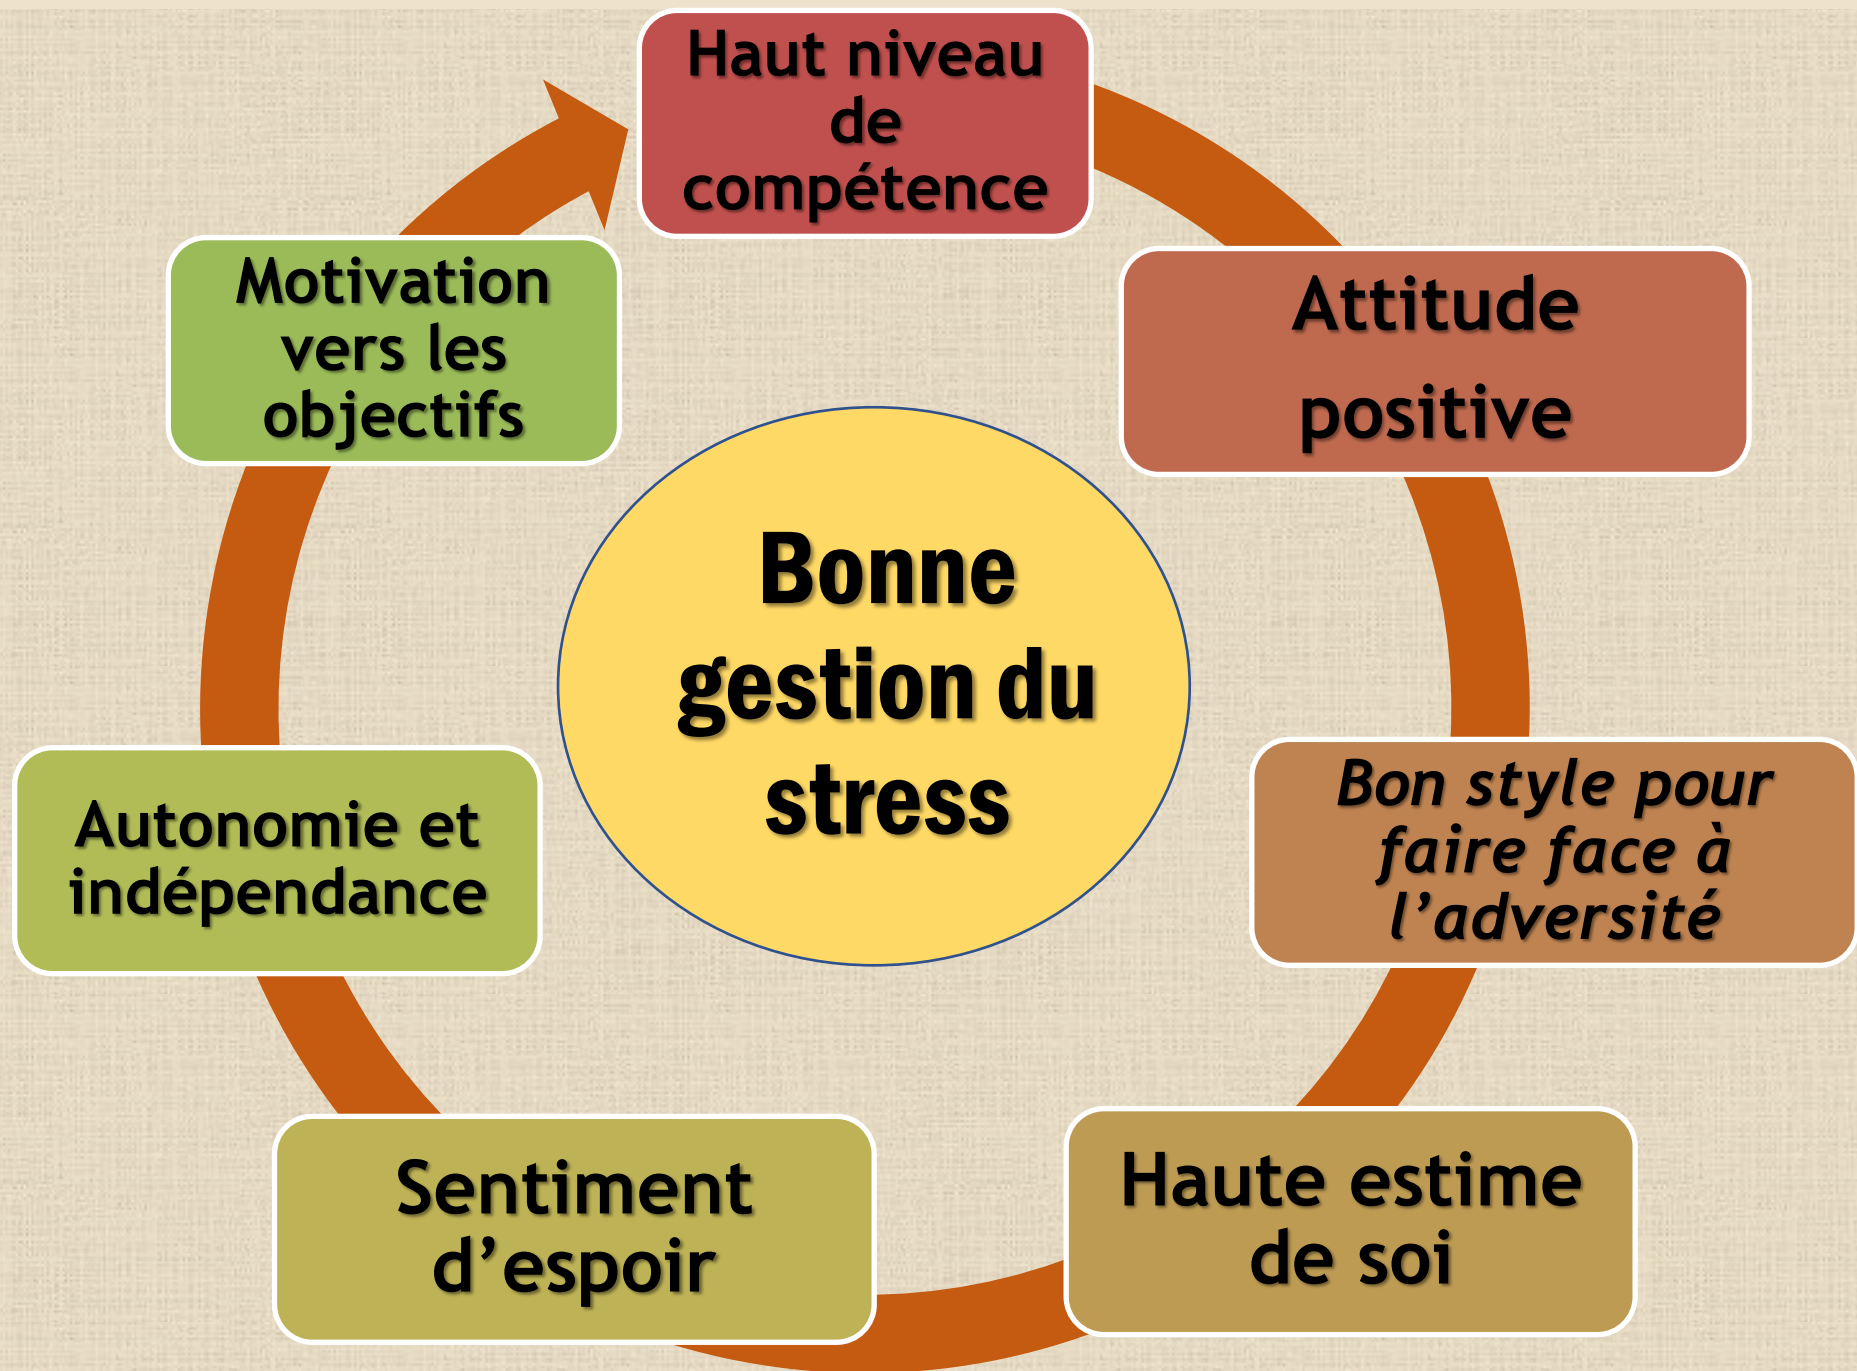 Haut niveau
de
compétence
Attitude
positive
Bon style pour
faire face à
l’adversité
Haute estime
de soi
Sentiment
d’espoir
Autonomie et
indépendance
Motivation
vers les
objectifs
Bonne
gestion du
stress